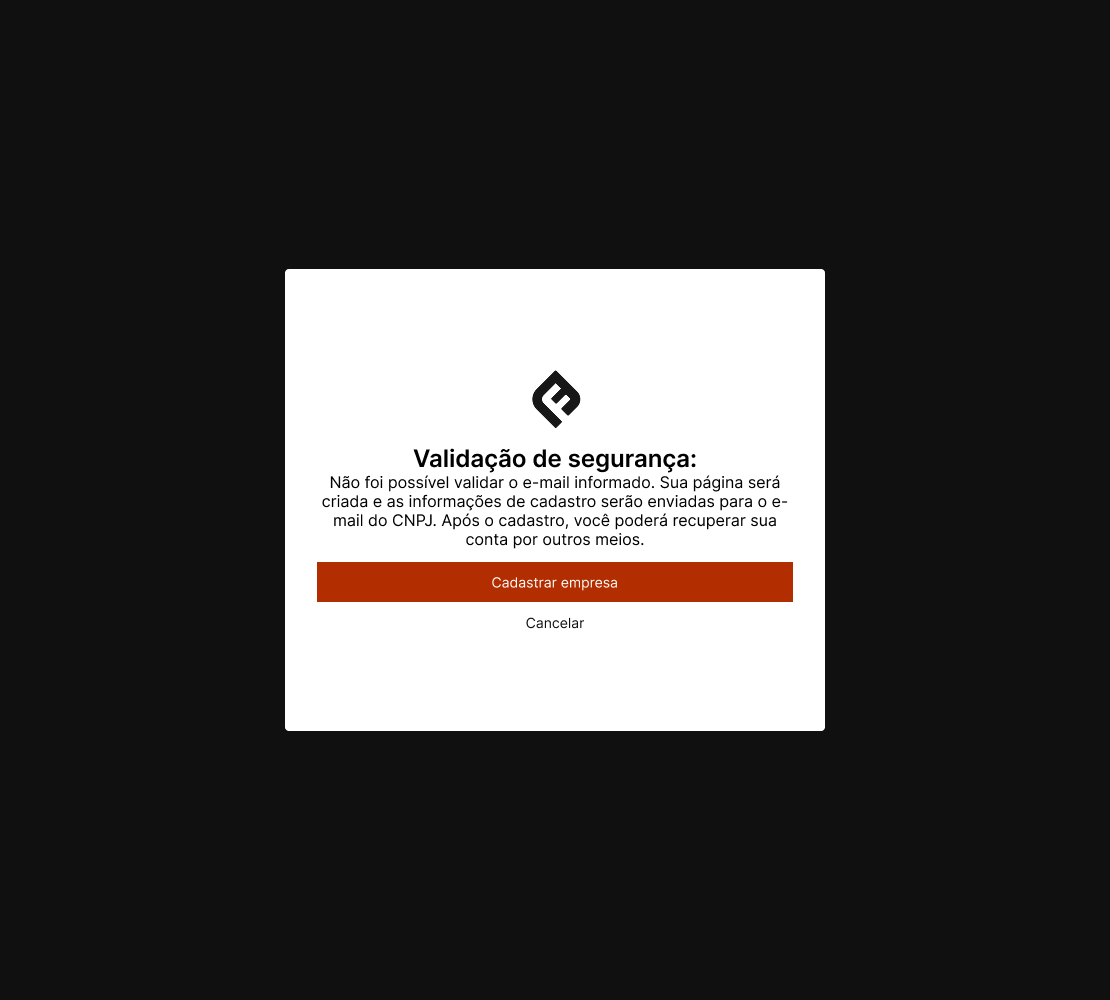 Validação de segurança:
Não foi possível validar o e-mail informado. Sua página será
criada e as informações de cadastro serão enviadas para o e-
mail do CNPJ. Após o cadastro, você poderá recuperar sua
conta por outros meios.
Cadastrar empresa
Cancelar